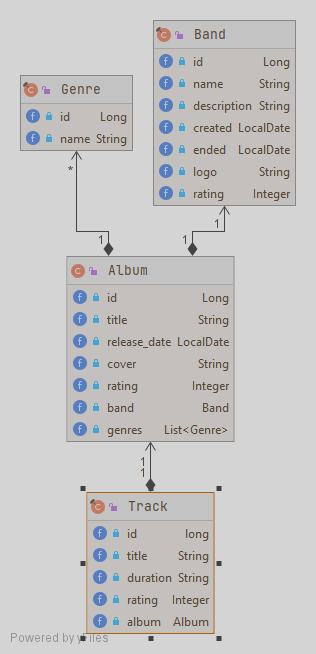 Band
id Long
name String
description String
created LocalDate
ended LocalDate
logo String
rating Integer
Genre
id Long
name String
*
1
1
1
Album
id Long
title String
release_date LocalDate
cover String
rating Integer
band Band
genres List<Genre>
1
1
Track
id long
title String
duration String
rating Integer
album Album
Powered by yFiles